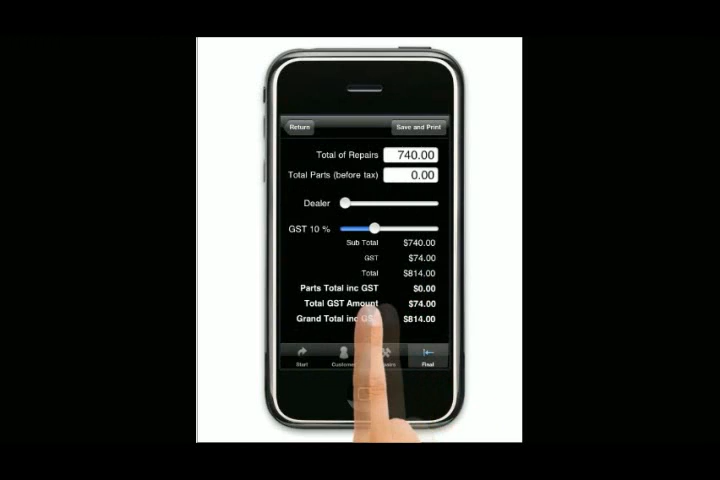 Return Save and Print
Total of Repairs 740.00
Total Parts (before tax) 0.00
Dealer
GST 10 %
Sub Total $740.00
GST $74.00
Total $814.00
Parts Total inc GST $0.00
Total GST Amount $74.00
Grand Total inc $814.00
Start Final